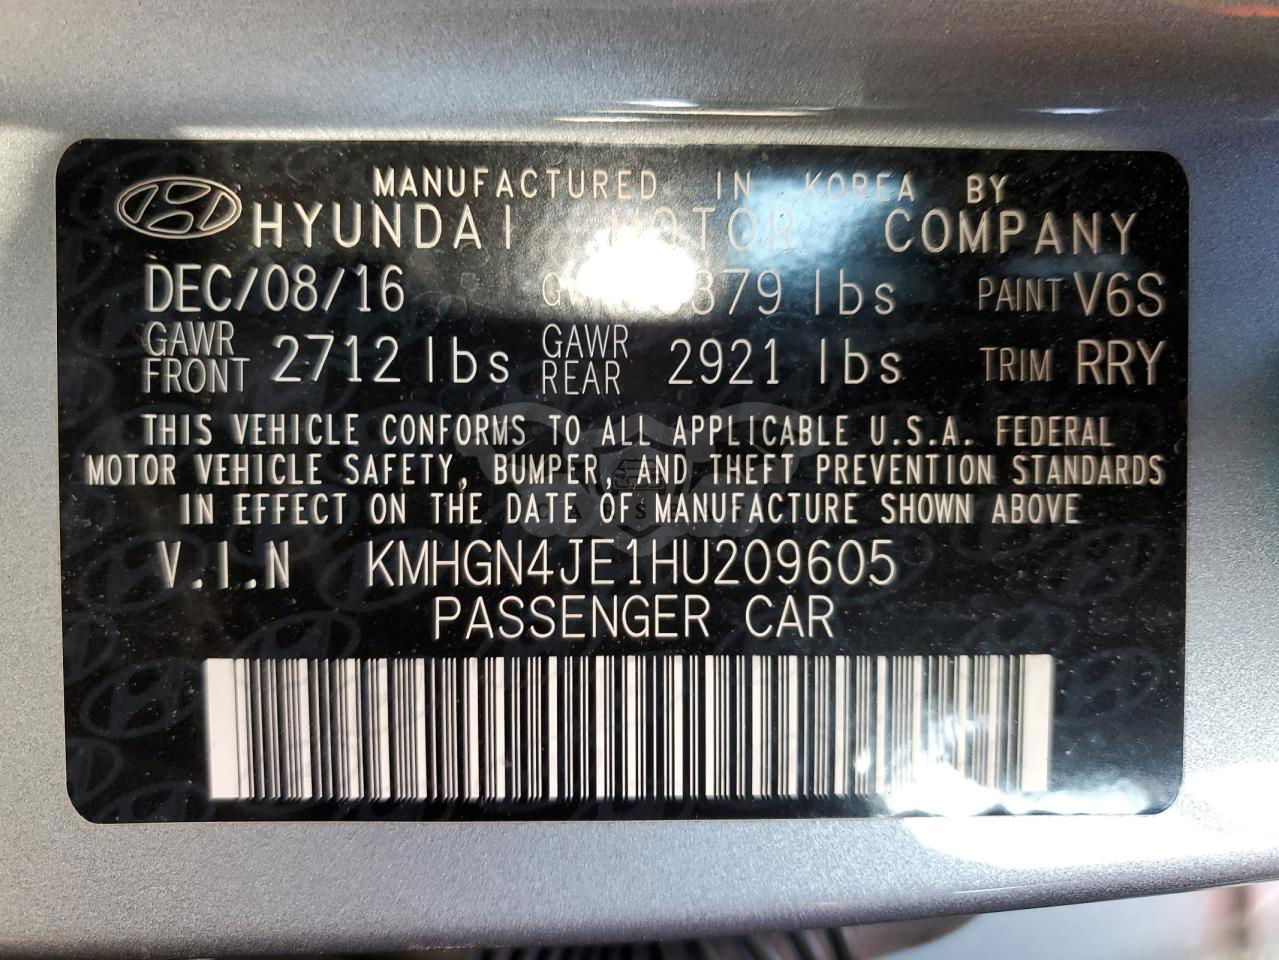 MANUFACTURED IN KOREA BY
HYUNDAI MOTOR COMPANY
DEC/08/16 879 lbs PAINT V6S
GAWR FRONT 2712 lbs GAWR REAR 2921 lbs TRIM RRY
THIS VEHICLE CONFORMS TO ALL APPLICABLE U.S.A. FEDERAL
MOTOR VEHICLE SAFETY, BUMPER, AND THEFT PREVENTION STANDARDS
IN EFFECT ON THE DATE OF MANUFACTURE SHOWN ABOVE
V.I.N KMHGN4JE1HU209605
PASSENGER CAR